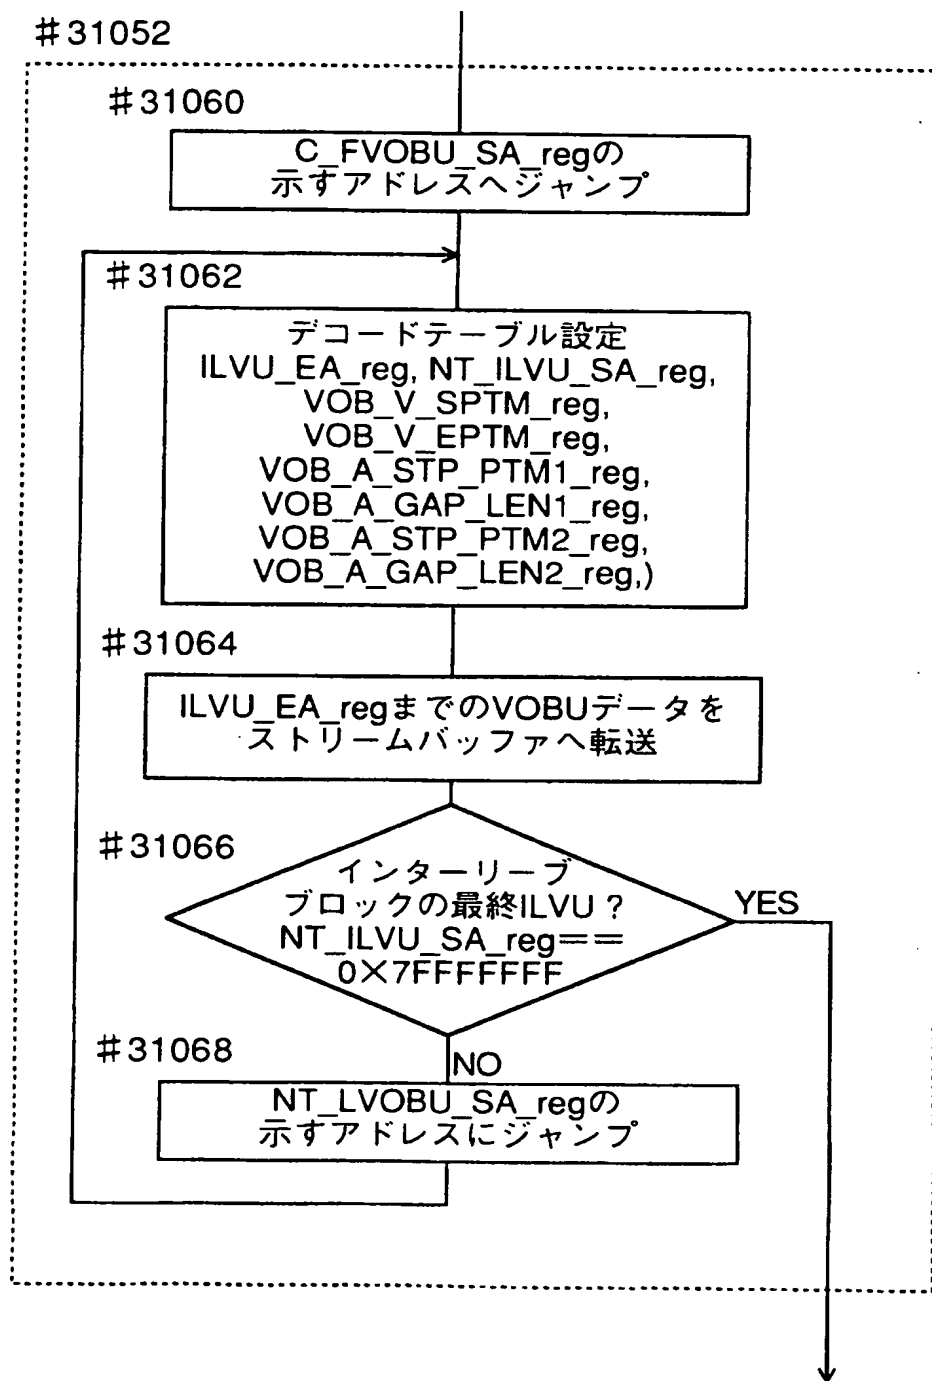 #31052
#31060
C_FVOBU_SA_regの
示すアドレスへジャンプ
#31062
デコードテーブル設定
ILVU_EA_reg, NT_ILVU_SA_reg,
VOB_V_SPTM_reg,
VOB_V_EPTM_reg,
VOB_A_STP_PTM1_reg,
VOB_A_GAP_LEN1_reg,
VOB_A_STP_PTM2_reg,
VOB_A_GAP_LEN2_reg,)
#31064
ILVU_EA_regまでのVOBUデータを
ストリームバッファへ転送
#31066
インターリーブ
ブロックの最終ILVU?
NT_ILVU_SA_reg==
0×7FFFFFFF
YES
NO
#31068
NT_LVOBU_SA_regの
示すアドレスにジャンプ